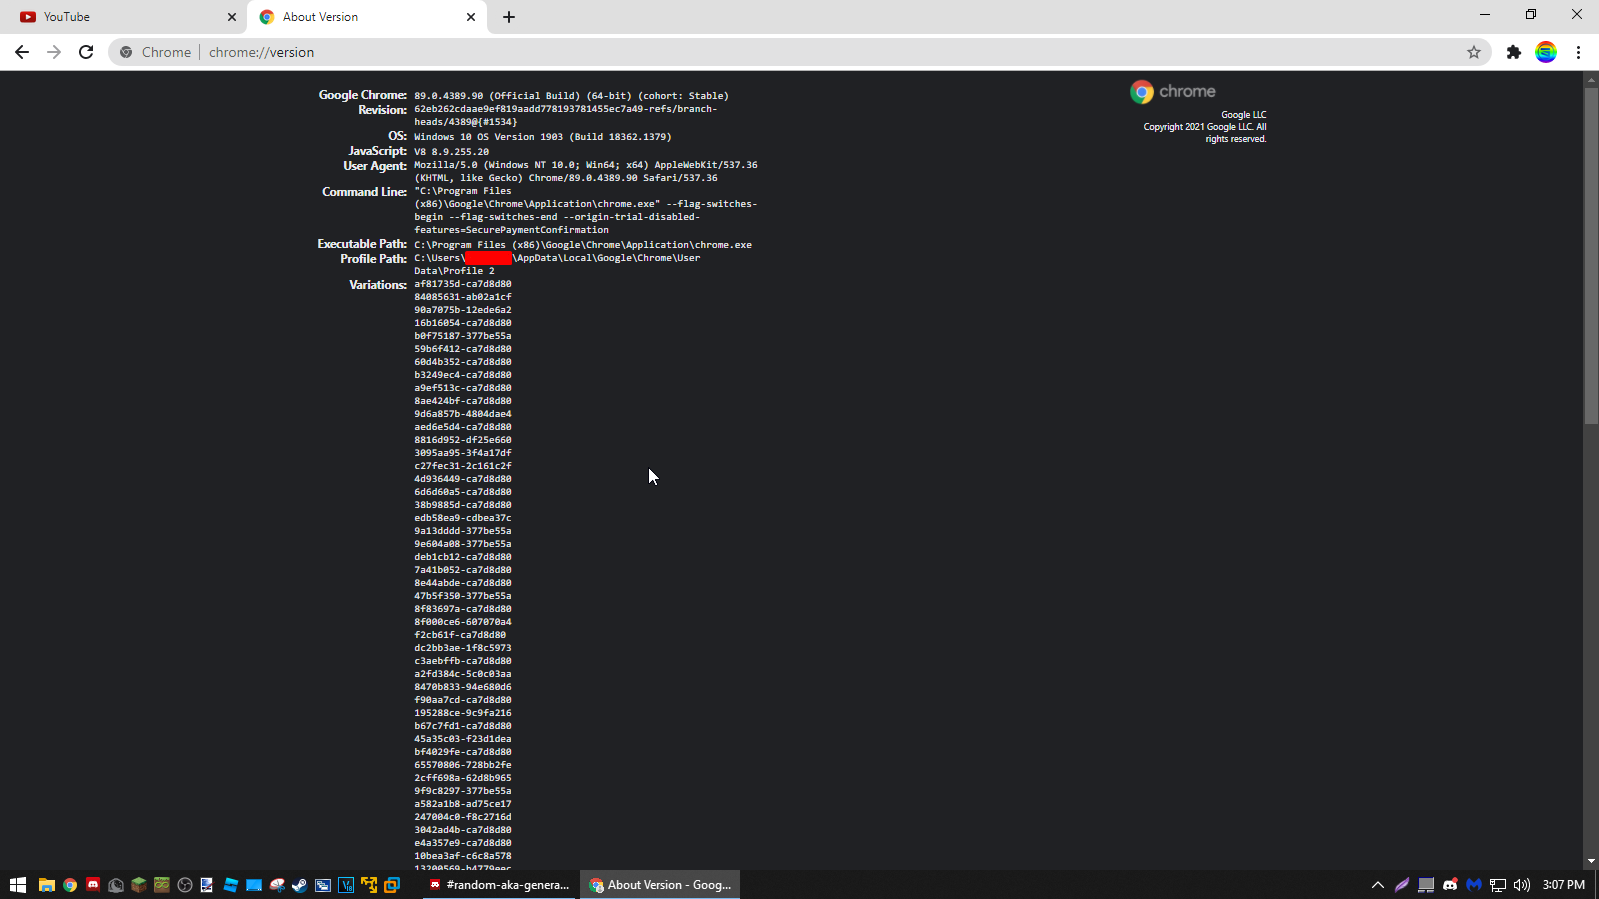 YouTube
About Version
Chrome
chrome://version
chrome
Google LLC
Copyright 2021 Google LLC. All
rights reserved.
Google Chrome: 89.0.4389.90 (Official Build) (64-bit) (cohort: Stable)
Revision: 62eb262cdaae9ef819aadd778193781455ec7a49-refs/branch-
heads/4389@{#1534}
OS: Windows 10 OS Version 1903 (Build 18362.1379)
JavaScript: V8 8.9.255.20
User Agent: Mozilla/5.0 (Windows NT 10.0; Win64; x64) AppleWebKit/537.36
(KHTML, like Gecko) Chrome/89.0.4389.90 Safari/537.36
Command Line: "C:\Program Files
(x86)\Google\Chrome\Application\chrome.exe" --flag-switches-
begin --flag-switches-end --origin-trial-disabled-
features=SecurePaymentConfirmation
Executable Path: C:\Program Files (x86)\Google\Chrome\Application\chrome.exe
Profile Path: C:\Users\ \AppData\Local\Google\Chrome\User
Data\Profile 2
Variations: af81735d-ca7d8d80
84085631-ab02a1cf
90a7075b-12ede6a2
16b16054-ca7d8d80
b0f75187-377be55a
59b6f412-ca7d8d80
60d4b352-ca7d8d80
b3249ec4-ca7d8d80
a9ef513c-ca7d8d80
8ae424bf-ca7d8d80
9d6a857b-4804dae4
aed6e5d4-ca7d8d80
8816d952-df25e660
3095aa95-3f4a17df
c27fec31-2c161c2f
4d936449-ca7d8d80
6d6d60a5-ca7d8d80
38b9885d-ca7d8d80
edb58ea9-cdbea37c
9a13dddd-377be55a
9e604a08-377be55a
deb1cb12-ca7d8d80
7a41b052-ca7d8d80
8e44abde-ca7d8d80
47b5f350-377be55a
8f83697a-ca7d8d80
8f000ce6-607070a4
f2cb61f-ca7d8d80
dc2bb3ae-1f8c5973
c3aebffb-ca7d8d80
a2fd384c-5c0c03aa
8470b833-94e680d6
f90aa7cd-ca7d8d80
195288ce-9c9fa216
b67c7fd1-ca7d8d80
45a35c03-f23d1dea
bf4029fe-ca7d8d80
65570806-728bb2fe
2cff698a-62d8b965
9f9c8297-377be55a
a582a1b8-ad75ce17
247004c0-f8c2716d
3042ad4b-ca7d8d80
e4a357e9-ca7d8d80
10bea3af-c6c8a578
13200569-b4779eec
#random-aka-genera...
About Version - Goog...
3:07 PM